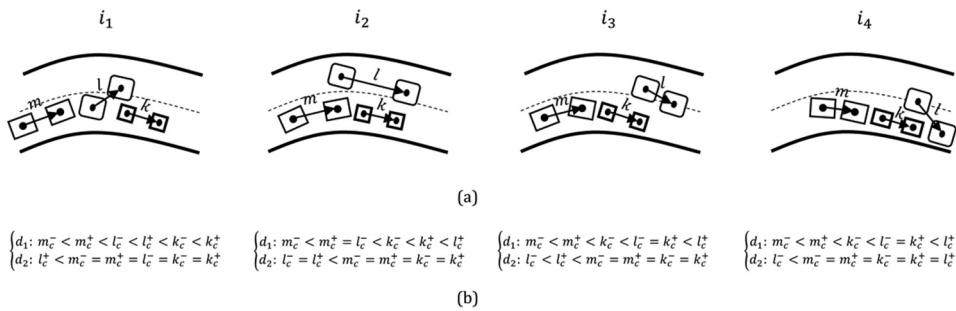 i₁ i₂ i₃ i₄
m l k m l k m l k m l k
(a)
{d₁: m_c^- < m_c^+ < l_c^- < l_c^+ < k_c^- < k_c^+ {d₁: m_c^- < m_c^+ = l_c^- < k_c^- < k_c^+ < l_c^+ {d₁: m_c^- < m_c^+ < k_c^- < l_c^- = k_c^+ < l_c^+ {d₁: m_c^- < m_c^+ < k_c^- < l_c^- = k_c^+ < l_c^+
d₂: l_c^+ < m_c^- = m_c^+ = l_c^- = k_c^- = k_c^+ d₂: l_c^- = l_c^+ < m_c^- = m_c^+ = k_c^- = k_c^+ d₂: l_c^- < l_c^+ < m_c^- = m_c^+ = k_c^- = k_c^+ d₂: l_c^- < m_c^- = m_c^+ = k_c^- = k_c^+ = l_c^+
(b)